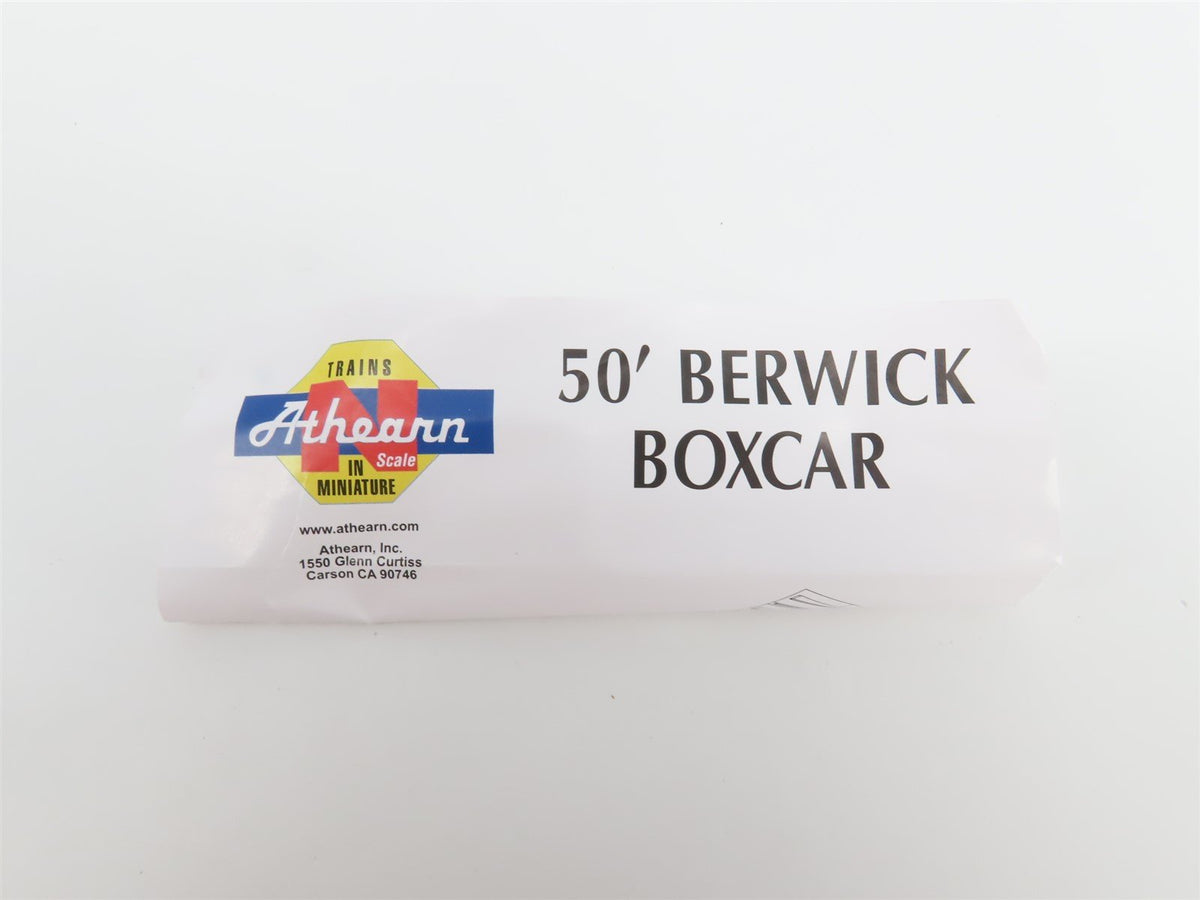 TRAINS
N
Athearn
Scale
IN
MINIATURE
www.athearn.com
Athearn, Inc.
1550 Glenn Curtiss
Carson CA 90746
50' BERWICK
BOXCAR